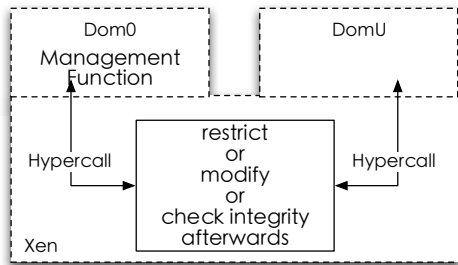 Dom0
Management
Function
DomU
Hypercall
restrict
or
modify
or
check integrity
afterwards
Hypercall
Xen